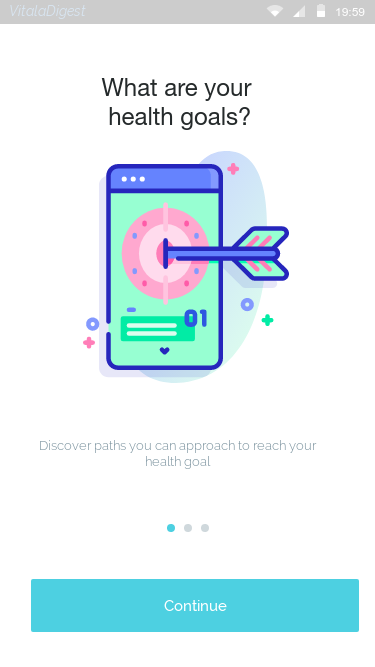 VitalaDigest
19:59
What are your
health goals?
01
Discover paths you can approach to reach your
health goal
Continue